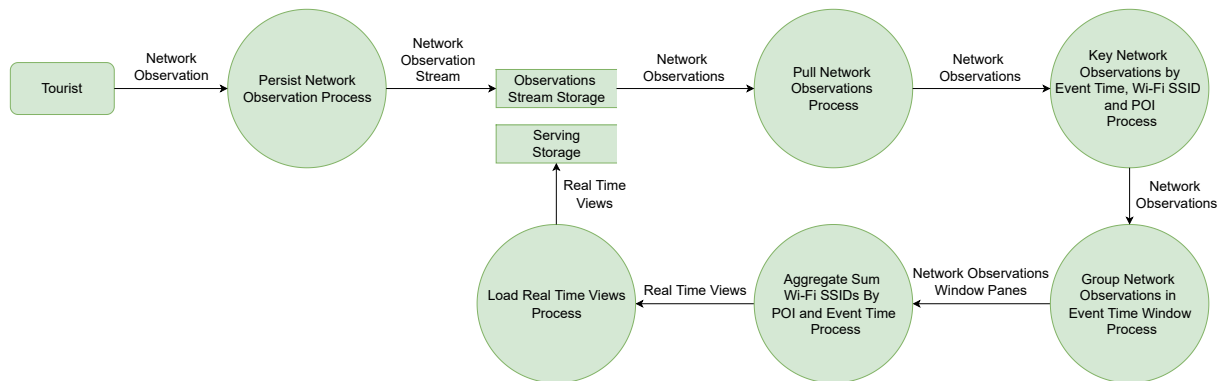 Tourist
Network
Observation
Persist Network
Observation Process
Network
Observation
Stream
Observations
Stream Storage
Network
Observations
Pull Network
Observations
Process
Network
Observations
Key Network
Observations by
Event Time, Wi-Fi SSID
and POI
Process
Network
Observations
Group Network
Observations in
Event Time Window
Process
Network Observations
Window Panes
Aggregate Sum
Wi-Fi SSIDs By
POI and Event Time
Process
Real Time Views
Load Real Time Views
Process
Real Time
Views
Serving
Storage